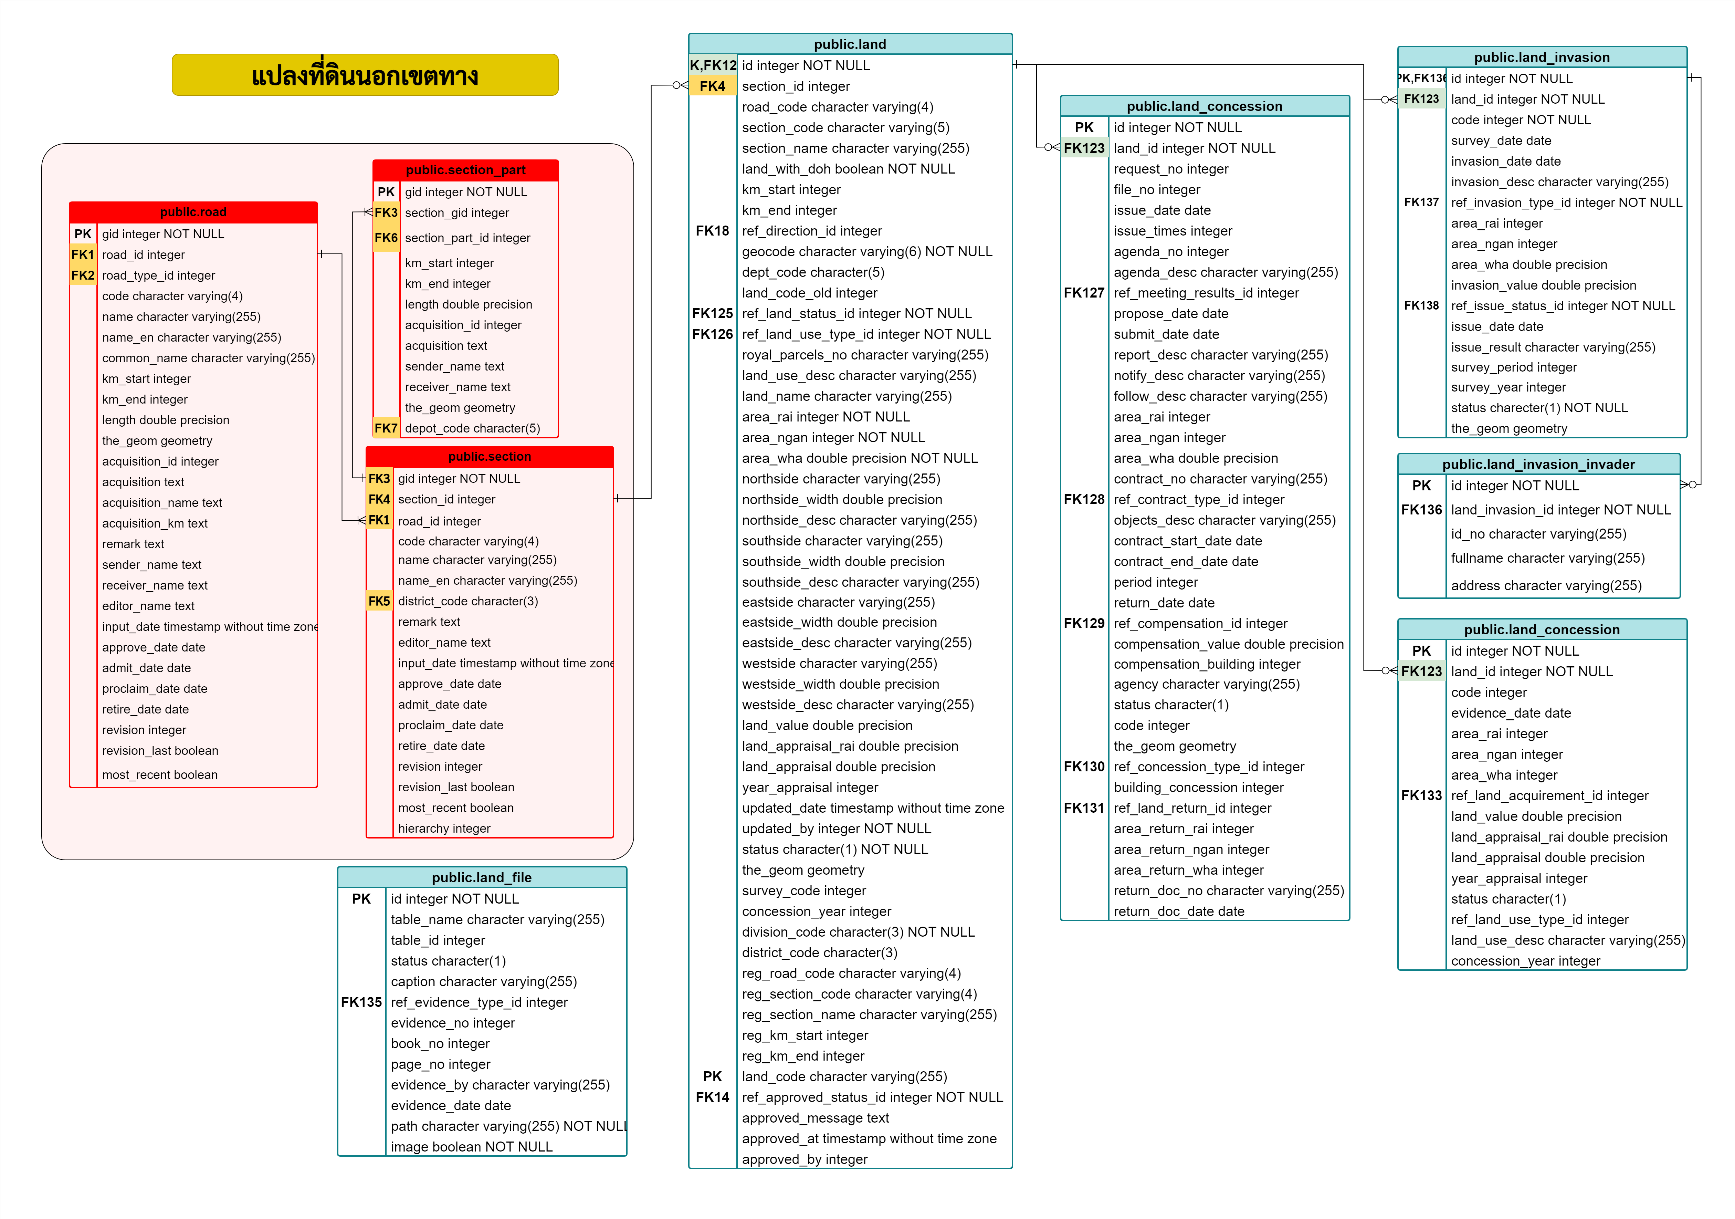 แปลงที่ดินนอกเขตทาง
public.road
PK gid integer NOT NULL
FK1 road_id integer
FK2 road_type_id integer
code character varying(4)
name character varying(255)
name_en character varying(255)
common_name character varying(255)
km_start integer
km_end integer
length double precision
the_geom geometry
acquisition_id integer
acquisition text
acquisition_name text
acquisition_km text
remark text
sender_name text
receiver_name text
editor_name text
input_date timestamp without time zone
approve_date date
admit_date date
proclaim_date date
retire_date date
revision integer
revision_last boolean
most_recent boolean
public.section_part
PK gid integer NOT NULL
FK3 section_gid integer
FK6 section_part_id integer
km_start integer
km_end integer
length double precision
acquisition_id integer
acquisition text
sender_name text
receiver_name text
the_geom geometry
FK7 depot_code character(5)
public.section
FK3 gid integer NOT NULL
FK4 section_id integer
FK1 road_id integer
code character varying(4)
name character varying(255)
name_en character varying(255)
FK5 district_code character(3)
remark text
editor_name text
input_date timestamp without time zone
approve_date date
admit_date date
proclaim_date date
retire_date date
revision integer
revision_last boolean
most_recent boolean
hierarchy integer
public.land_file
PK id integer NOT NULL
table_name character varying(255)
table_id integer
status character(1)
caption character varying(255)
FK135 ref_evidence_type_id integer
evidence_no integer
book_no integer
page_no integer
evidence_by character varying(255)
evidence_date date
path character varying(255) NOT NULL
image boolean NOT NULL
public.land
K,FK12 id integer NOT NULL
FK4 section_id integer
road_code character varying(4)
section_code character varying(5)
section_name character varying(255)
land_with_doh boolean NOT NULL
km_start integer
km_end integer
FK18 ref_direction_id integer
geocode character varying(6) NOT NULL
dept_code character(5)
land_code_old integer
FK125 ref_land_status_id integer NOT NULL
FK126 ref_land_use_type_id integer NOT NULL
royal_parcels_no character varying(255)
land_use_desc character varying(255)
land_name character varying(255)
area_rai integer NOT NULL
area_ngan integer NOT NULL
area_wha double precision NOT NULL
northside character varying(255)
northside_width double precision
northside_desc character varying(255)
southside character varying(255)
southside_width double precision
southside_desc character varying(255)
eastside character varying(255)
eastside_width double precision
eastside_desc character varying(255)
westside character varying(255)
westside_width double precision
westside_desc character varying(255)
land_value double precision
land_appraisal_rai double precision
land_appraisal double precision
year_appraisal integer
updated_date timestamp without time zone
updated_by integer NOT NULL
status character(1) NOT NULL
the_geom geometry
survey_code integer
concession_year integer
division_code character(3) NOT NULL
district_code character(3)
reg_road_code character varying(4)
reg_section_code character varying(4)
reg_section_name character varying(255)
reg_km_start integer
reg_km_end integer
PK land_code character varying(255)
FK14 ref_approved_status_id integer NOT NULL
approved_message text
approved_at timestamp without time zone
approved_by integer
public.land_concession
PK id integer NOT NULL
FK123 land_id integer NOT NULL
request_no integer
file_no integer
issue_date date
issue_times integer
agenda_no integer
agenda_desc character varying(255)
FK127 ref_meeting_results_id integer
propose_date date
submit_date date
report_desc character varying(255)
notify_desc character varying(255)
follow_desc character varying(255)
area_rai integer
area_ngan integer
area_wha double precision
contract_no character varying(255)
FK128 ref_contract_type_id integer
objects_desc character varying(255)
contract_start_date date
contract_end_date date
period integer
return_date date
FK129 ref_compensation_id integer
compensation_value double precision
compensation_building integer
agency character varying(255)
status character(1)
code integer
the_geom geometry
FK130 ref_concession_type_id integer
building_concession integer
FK131 ref_land_return_id integer
area_return_rai integer
area_return_ngan integer
area_return_wha integer
return_doc_no character varying(255)
return_doc_date date
public.land_invasion
PK,FK136 id integer NOT NULL
FK123 land_id integer NOT NULL
code integer NOT NULL
survey_date date
invasion_date date
invasion_desc character varying(255)
FK137 ref_invasion_type_id integer NOT NULL
area_rai integer
area_ngan integer
area_wha double precision
invasion_value double precision
FK138 ref_issue_status_id integer NOT NULL
issue_date date
issue_result character varying(255)
survey_period integer
survey_year integer
status charecter(1) NOT NULL
the_geom geometry
public.land_invasion_invader
PK id integer NOT NULL
FK136 land_invasion_id integer NOT NULL
id_no character varying(255)
fullname character varying(255)
address character varying(255)
public.land_concession
PK id integer NOT NULL
FK123 land_id integer NOT NULL
code integer
evidence_date date
area_rai integer
area_ngan integer
area_wha integer
FK133 ref_land_acquirement_id integer
land_value double precision
land_appraisal_rai double precision
land_appraisal double precision
year_appraisal integer
status character(1)
ref_land_use_type_id integer
land_use_desc character varying(255)
concession_year integer